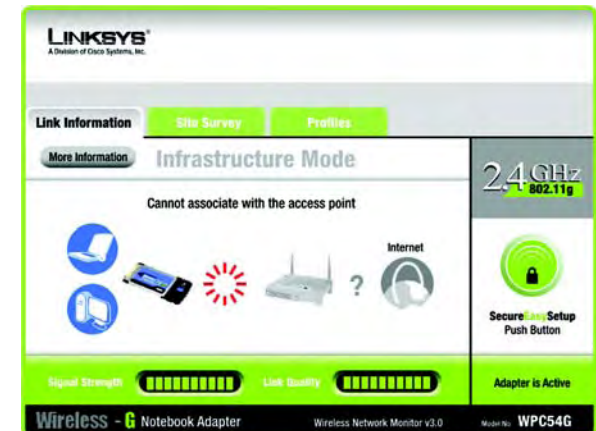 LINKSYS®
A Division of Cisco Systems, Inc.
Link Information
Site Survey
Profiles
More Information
Infrastructure Mode
2.4 GHz
802.11g
Cannot associate with the access point
Internet
?
SecureEasySetup
Push Button
Signal Strength
Link Quality
Adapter is Active
Wireless - G Notebook Adapter
Wireless Network Monitor v3.0
Model No. WPC54G